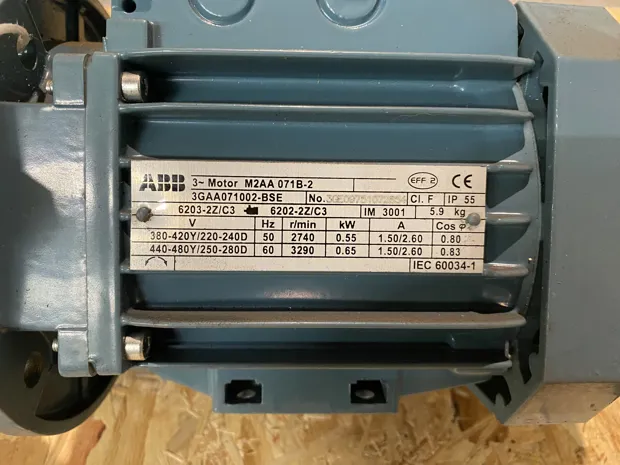 ABB 3~ Motor M2AA 071B-2 EFF 2 CE
3GAA071002-BSE No. Cl. F IP 55
6203-2Z/C3 6202-2Z/C3 IM 3001 5.9 kg
V Hz r/min kW A Cos φ
380-420Y/220-240D 50 2740 0.55 1.50/2.60 0.80
440-480Y/250-280D 60 3290 0.65 1.50/2.60 0.83
IEC 60034-1